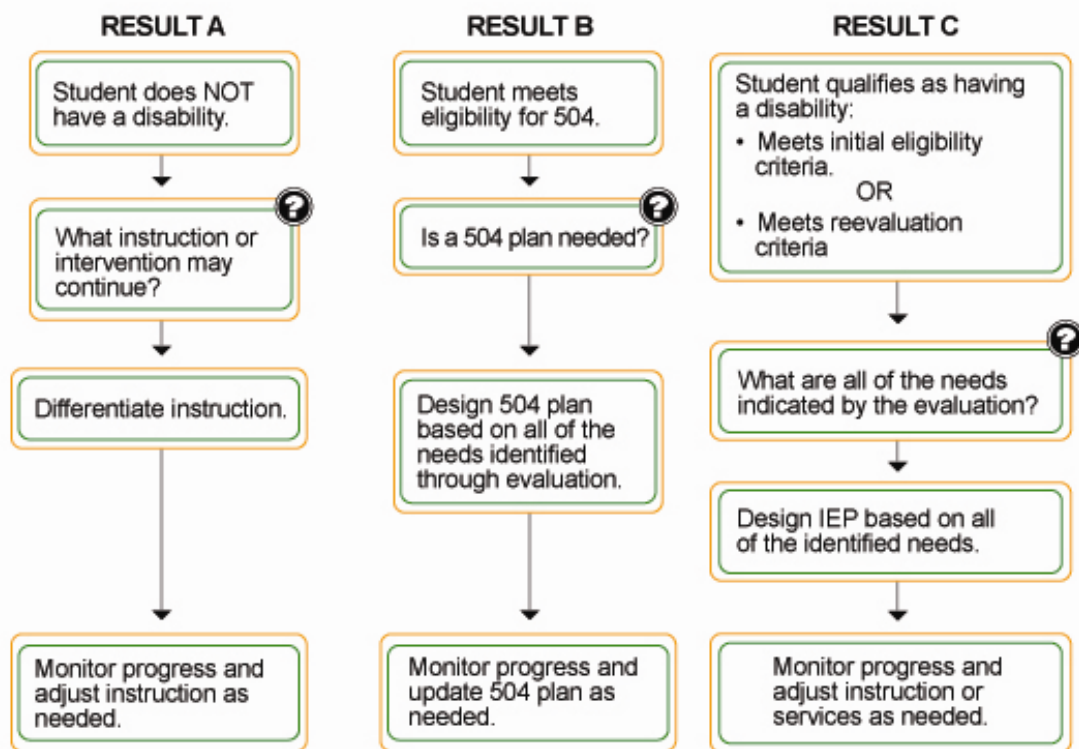 RESULT A
Student does NOT
have a disability.
?
What instruction or
intervention may
continue?
Differentiate instruction.
Monitor progress and
adjust instruction as
needed.
RESULT B
Student meets
eligibility for 504.
?
Is a 504 plan needed?
Design 504 plan
based on all of the
needs identified
through evaluation.
Monitor progress and
update 504 plan as
needed.
RESULT C
Student qualifies as having
a disability:
• Meets initial eligibility
criteria.
OR
• Meets reevaluation
criteria
?
What are all of the needs
indicated by the evaluation?
Design IEP based on all
of the identified needs.
Monitor progress and
adjust instruction or
services as needed.